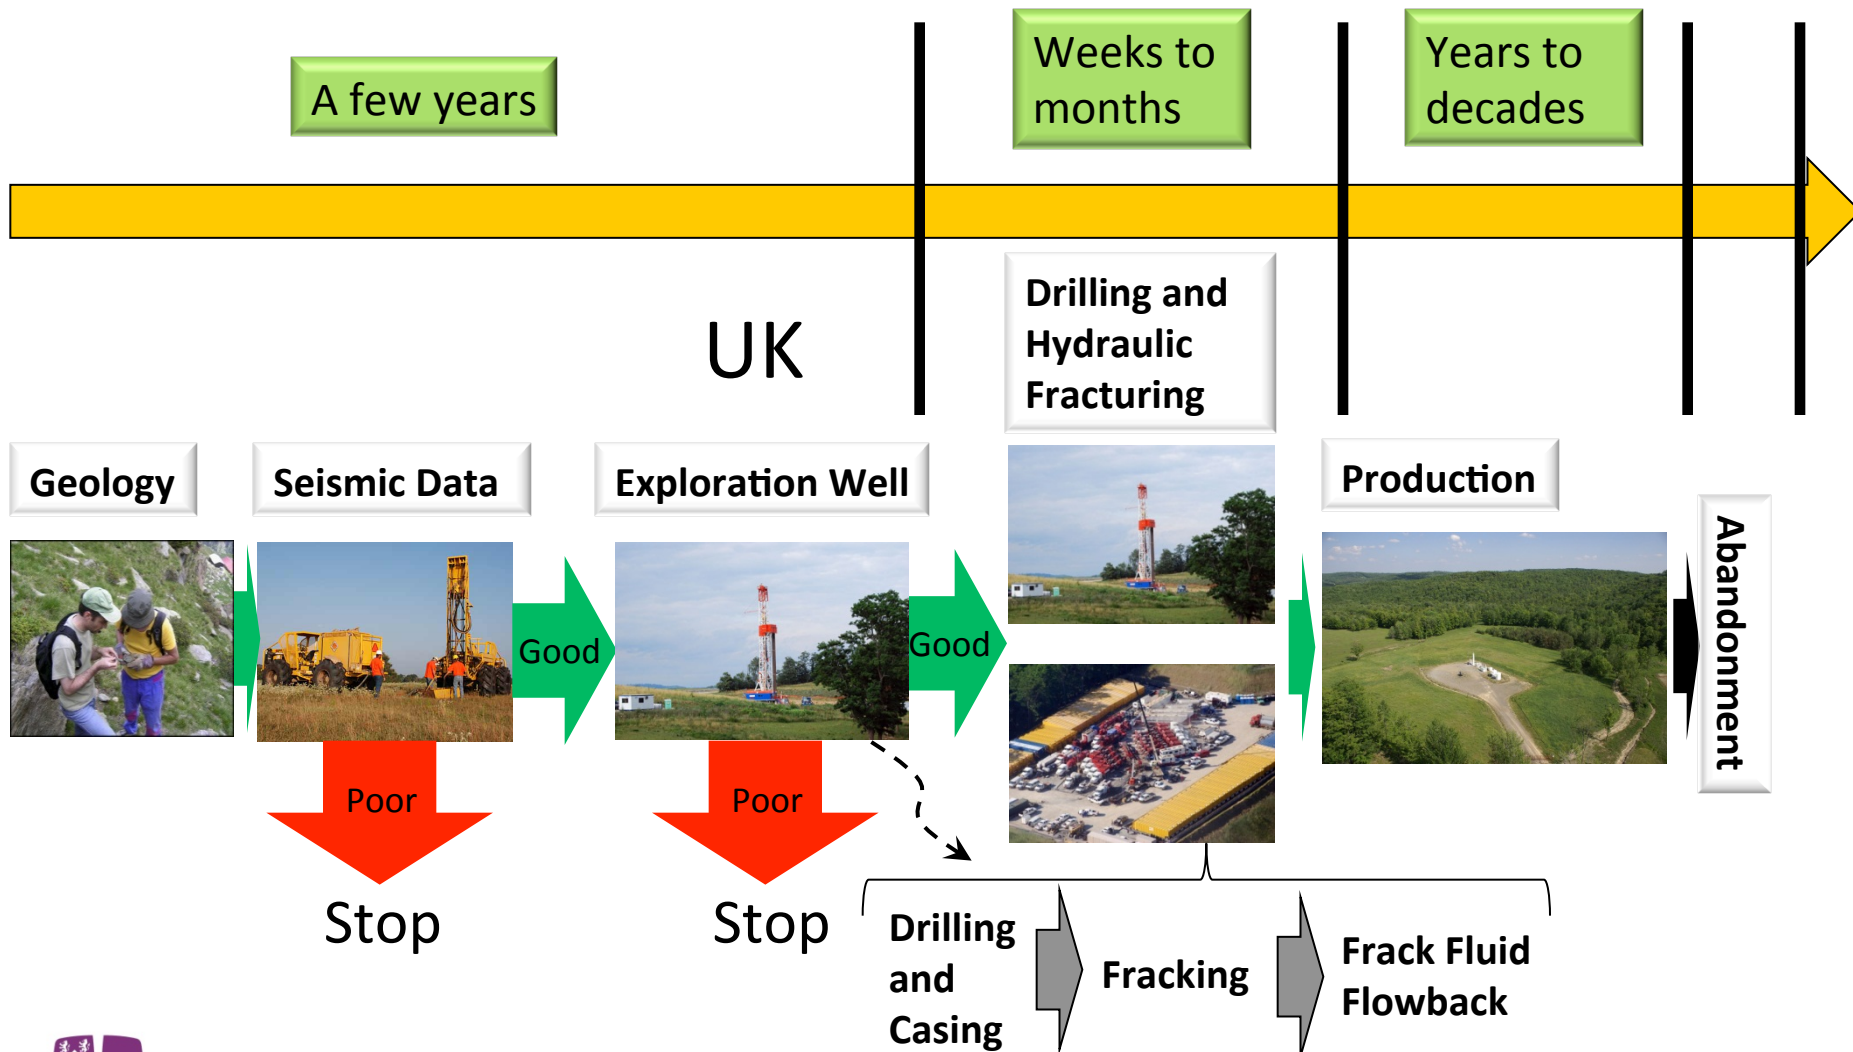 A few years
Weeks to
months
Years to
decades
UK
Drilling and
Hydraulic
Fracturing
Geology
Seismic Data
Exploration Well
Production
Abandonment
Good
Good
Poor
Poor
Stop
Stop
Drilling
and
Casing
Fracking
Frack Fluid
Flowback